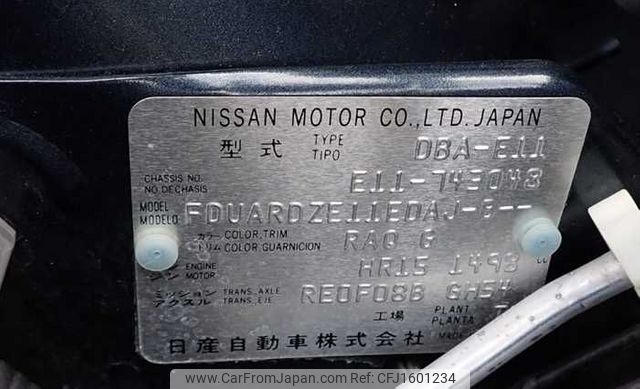 NISSAN MOTOR CO., LTD. JAPAN
型式 TYPE TIPO DBA-E11
CHASSIS NO. NO.DECHASIS E11-743048
MODEL MODELO FDUARDZE11EDAJ-B--
カラー トリム COLOR,TRIM COLOR,GUARNICION RAQ G
ジン ENGINE MOTOR HR15 1498 cc
ミッション アクスル TRANS.,AXLE TRANS.,EJE RE0F08B GH54
工場 PLANT PLANTA
日産自動車株式会社 MADE
© CarFromJapan - www.carfromjapan.com - CFJ1601234